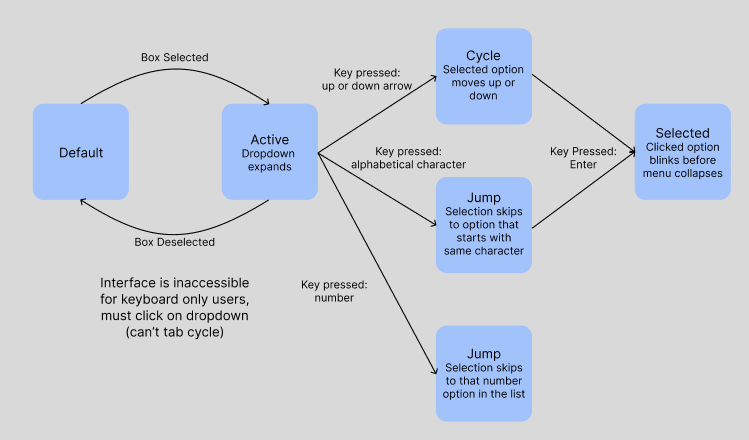 Box Selected
Default
Active
Dropdown
expands
Box Deselected
Interface is inaccessible
for keyboard only users,
must click on dropdown
(can't tab cycle)
Key pressed:
up or down arrow
Key pressed:
alphabetical character
Key pressed:
number
Cycle
Selected option
moves up or
down
Jump
Selection skips
to option that
starts with
same character
Jump
Selection skips
to that number
option in the list
Key Pressed:
Enter
Selected
Clicked option
blinks before
menu collapses